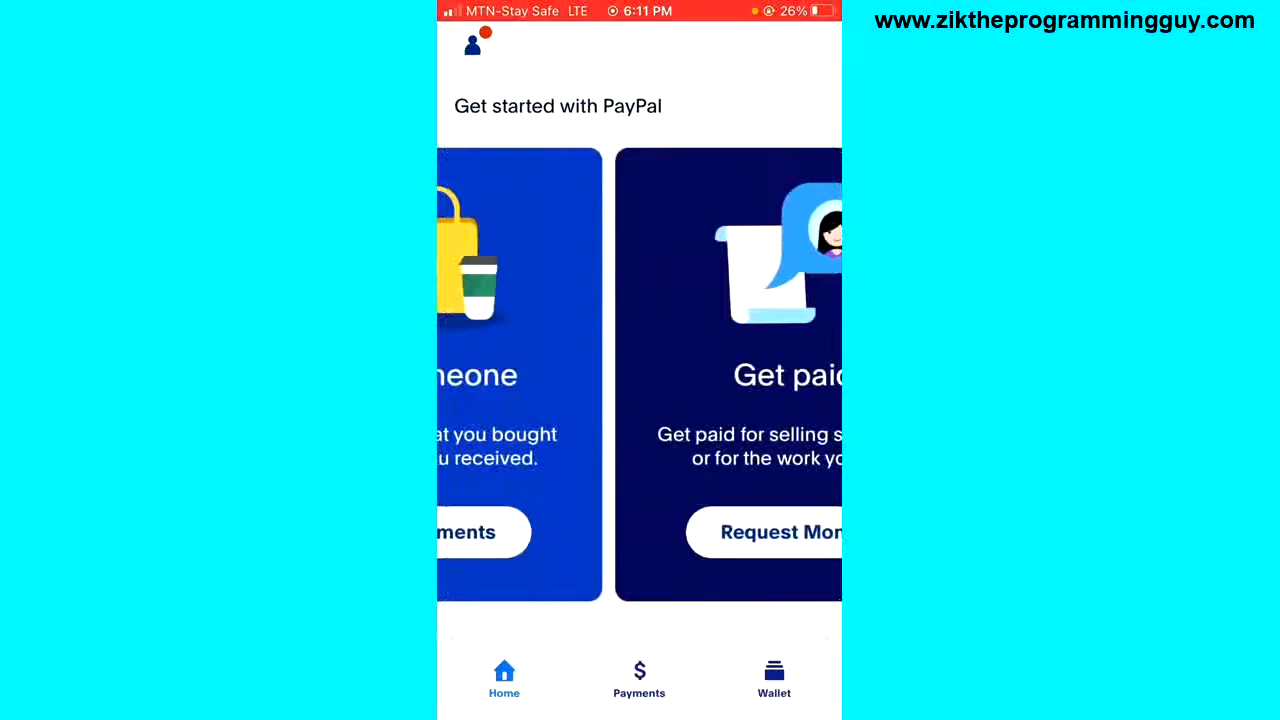 MTN-Stay Safe LTE 6:11 PM 26%
www.ziktheprogrammingguy.com
Get started with PayPal
neone
Get paid
at you bought
u received.
Get paid for selling s
or for the work yo
ments
Request Mon
Home
Payments
Wallet